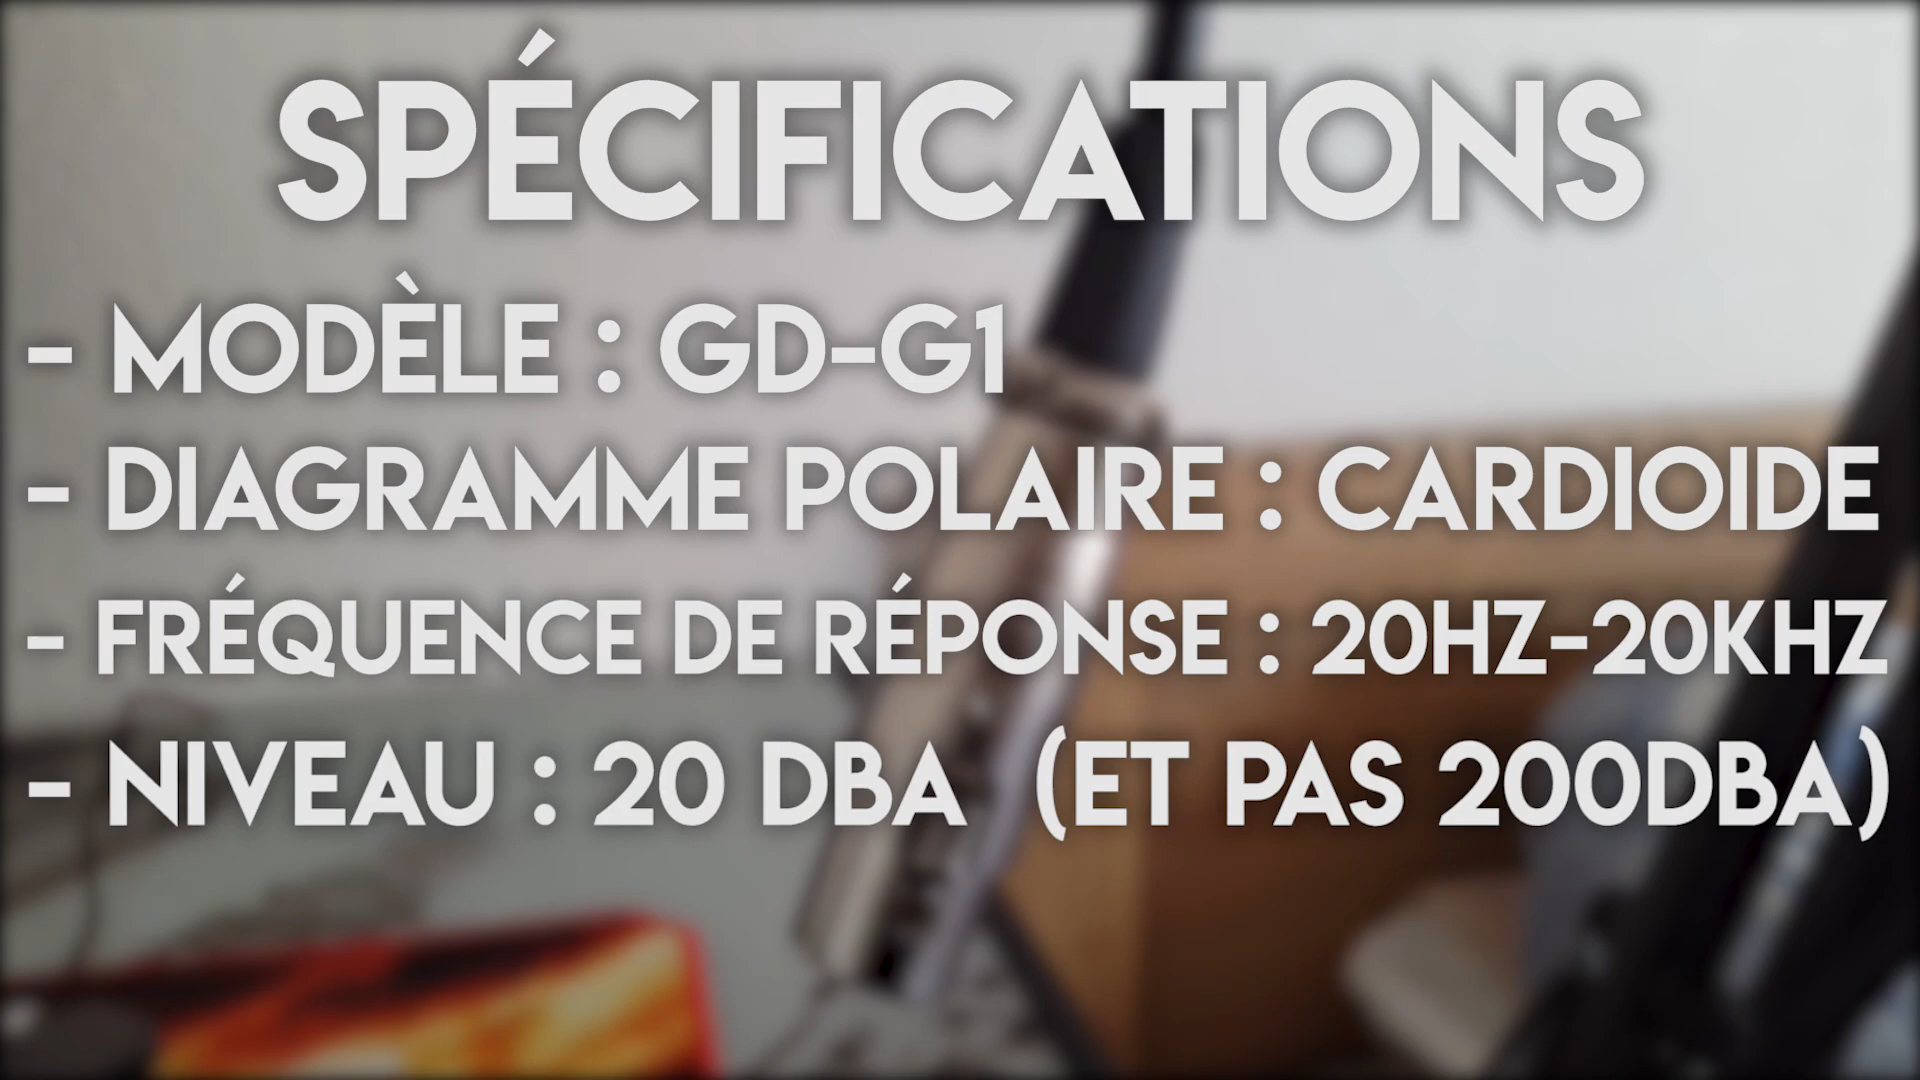 SPÉCIFICATIONS
- MODÈLE : GD-G1
- DIAGRAMME POLAIRE : CARDIOIDE
- FRÉQUENCE DE RÉPONSE : 20HZ-20KHZ
- NIVEAU : 20 DBA (ET PAS 200DBA)